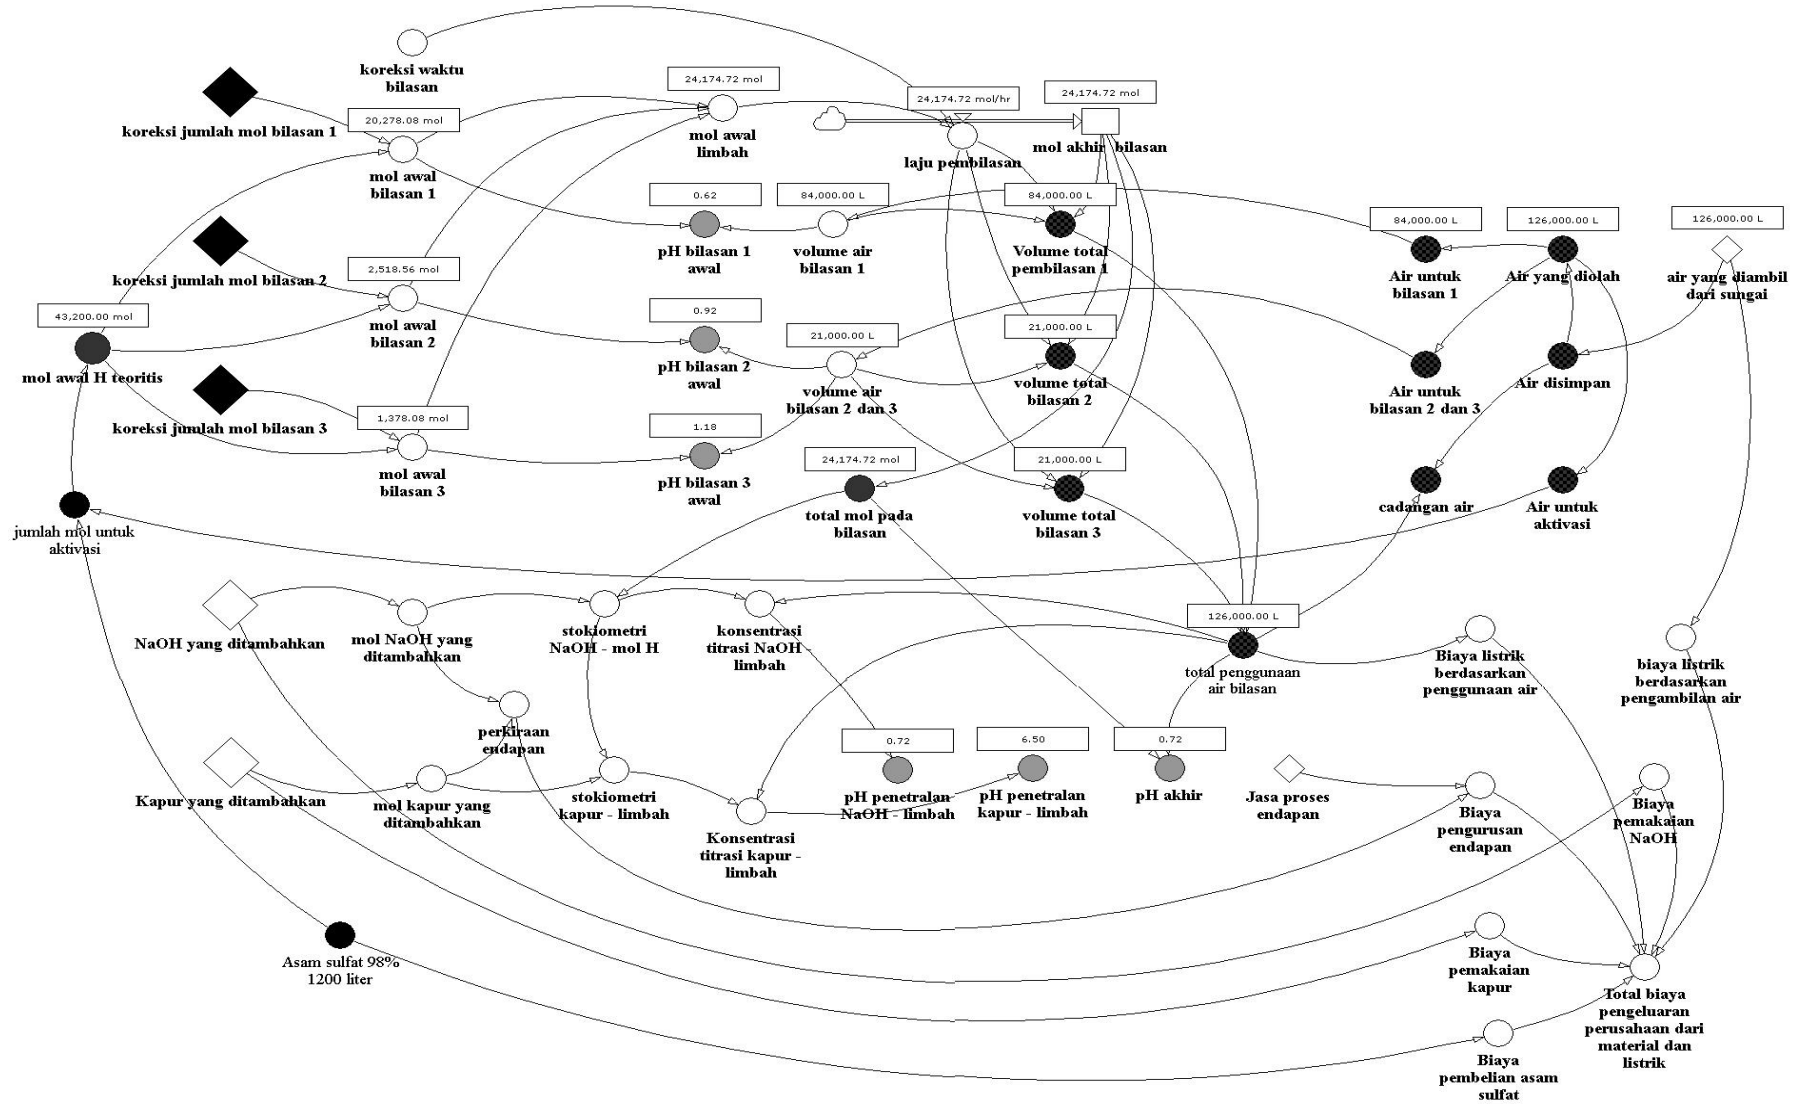 koreksi waktu
bilasan
koreksi jumlah mol bilasan 1
20,278.08 mol
mol awal
bilasan 1
24,174.72 mol
mol awal
limbah
24,174.72 mol/hr
laju pembilasan
24,174.72 mol
mol akhir bilasan
koreksi jumlah mol bilasan 2
2,518.56 mol
mol awal
bilasan 2
0.62
pH bilasan 1
awal
84,000.00 L
volume air
bilasan 1
84,000.00 L
Volume total
pembilasan 1
84,000.00 L
Air untuk
bilasan 1
126,000.00 L
Air yang diolah
126,000.00 L
air yang diambil
dari sungai
43,200.00 mol
mol awal H teoritis
koreksi jumlah mol bilasan 3
1,378.08 mol
mol awal
bilasan 3
0.92
pH bilasan 2
awal
21,000.00 L
volume air
bilasan 2 dan 3
21,000.00 L
volume total
bilasan 2
Air untuk
bilasan 2 dan 3
Air disimpan
1.18
pH bilasan 3
awal
24,174.72 mol
total mol pada
bilasan
21,000.00 L
volume total
bilasan 3
cadangan air
Air untuk
aktivasi
jumlah mol untuk
aktivasi
NaOH yang ditambahkan
mol NaOH yang
ditambahkan
stokiometri
NaOH - mol H
konsentrasi
titrasi NaOH -
limbah
126,000.00 L
total penggunaan
air bilasan
Biaya listrik
berdasarkan
penggunaan air
biaya listrik
berdasarkan
pengambilan air
perkiraan
endapan
Kapur yang ditambahkan
mol kapur yang
ditambahkan
stokiometri
kapur - limbah
Konsentrasi
titrasi kapur -
limbah
0.72
pH penetralan
NaOH - limbah
6.50
pH penetralan
kapur - limbah
0.72
pH akhir
Jasa proses
endapan
Biaya
pengurusan
endapan
Biaya
pemakaian
NaOH
Asam sulfat 98%
1200 liter
Biaya
pemakaian
kapur
Total biaya
pengeluaran
perusahaan dari
material dan
listrik
Biaya
pembelian asam
sulfat